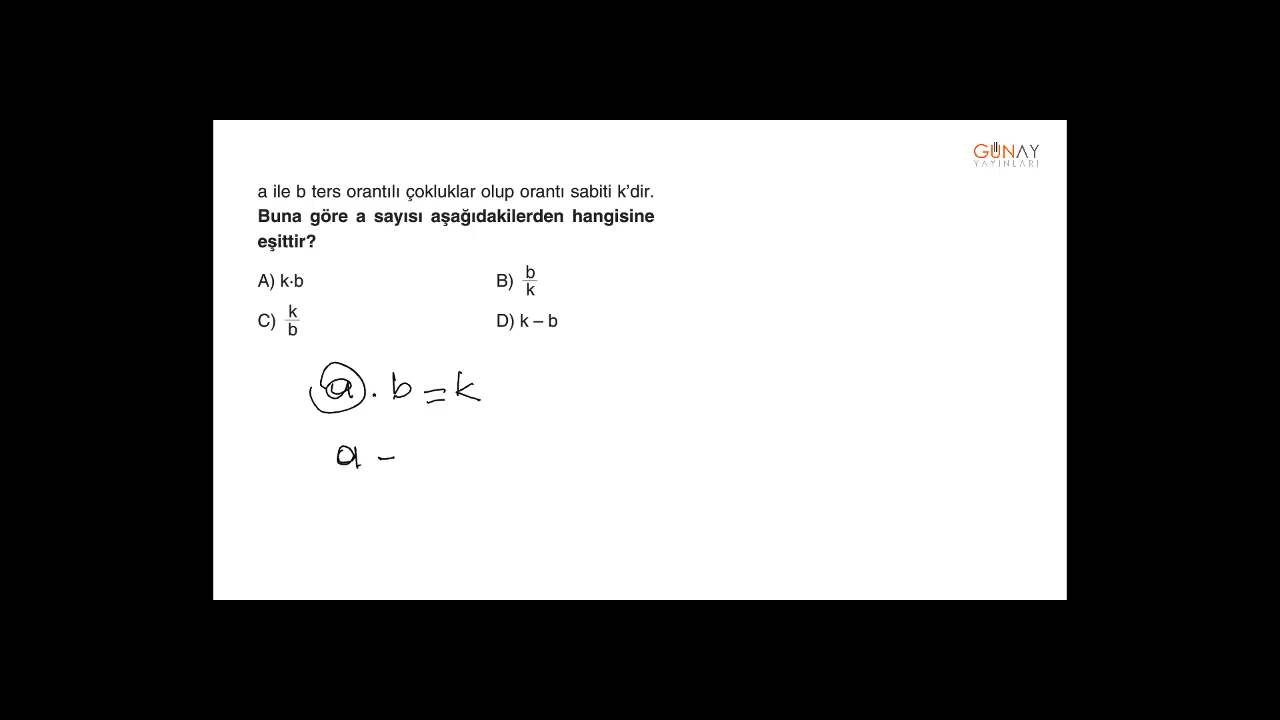 GÜNAY
YAYINLARI
a ile b ters orantılı çokluklar olup orantı sabiti k'dir.
Buna göre a sayısı aşağıdakilerden hangisine
eşittir?
A) k·b
B) b/k
C) k/b
D) k – b
a · b = k
a -